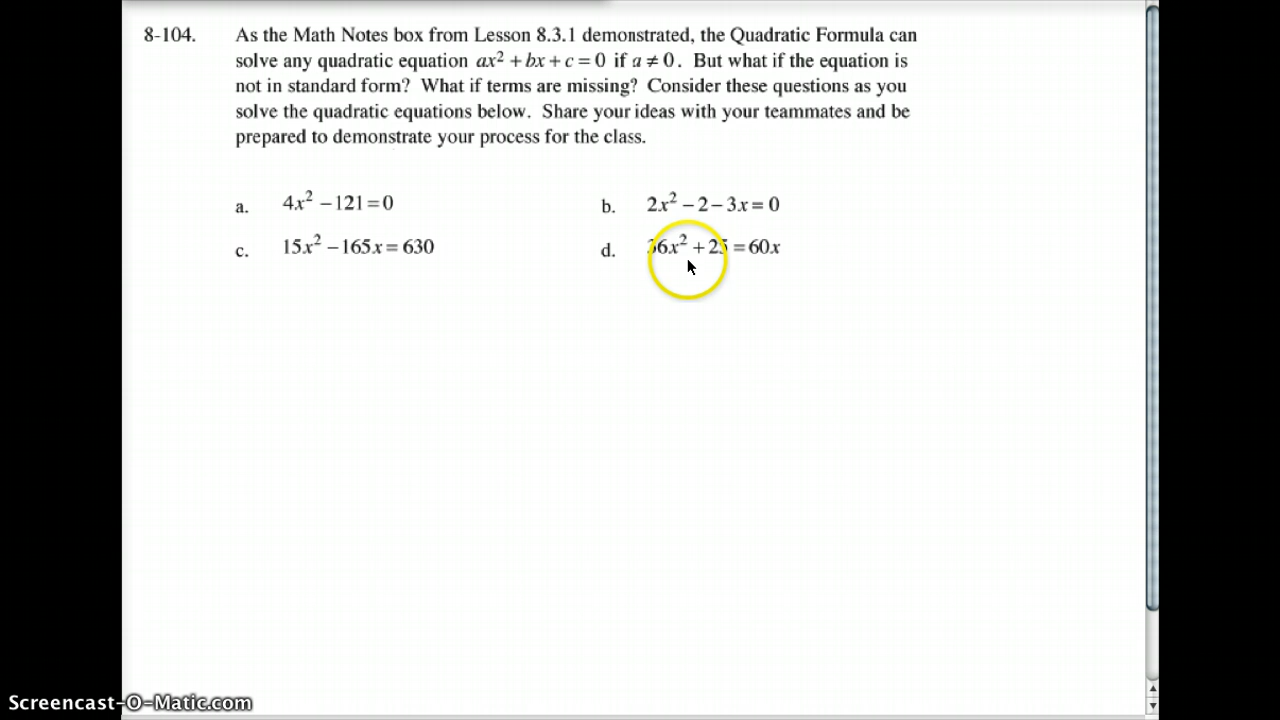 8-104. As the Math Notes box from Lesson 8.3.1 demonstrated, the Quadratic Formula can
solve any quadratic equation ax² + bx + c = 0 if a ≠ 0. But what if the equation is
not in standard form? What if terms are missing? Consider these questions as you
solve the quadratic equations below. Share your ideas with your teammates and be
prepared to demonstrate your process for the class.
a. 4x² − 121 = 0 b. 2x² − 2 − 3x = 0
c. 15x² − 165x = 630 d. 36x² + 25 = 60x
Screencast-O-Matic.com